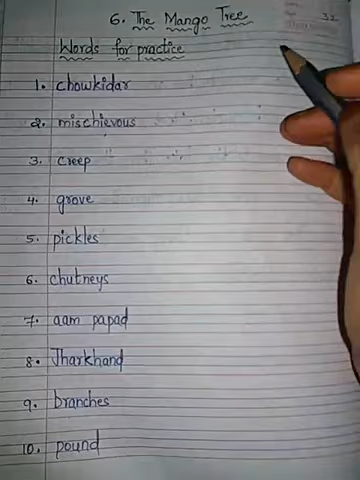 6. The Mango Tree
Words for practice
1. chowkidar
2. mischievous
3. creep
4. grove
5. pickles
6. chutneys
7. aam papad
8. Jharkhand
9. branches
10. pound